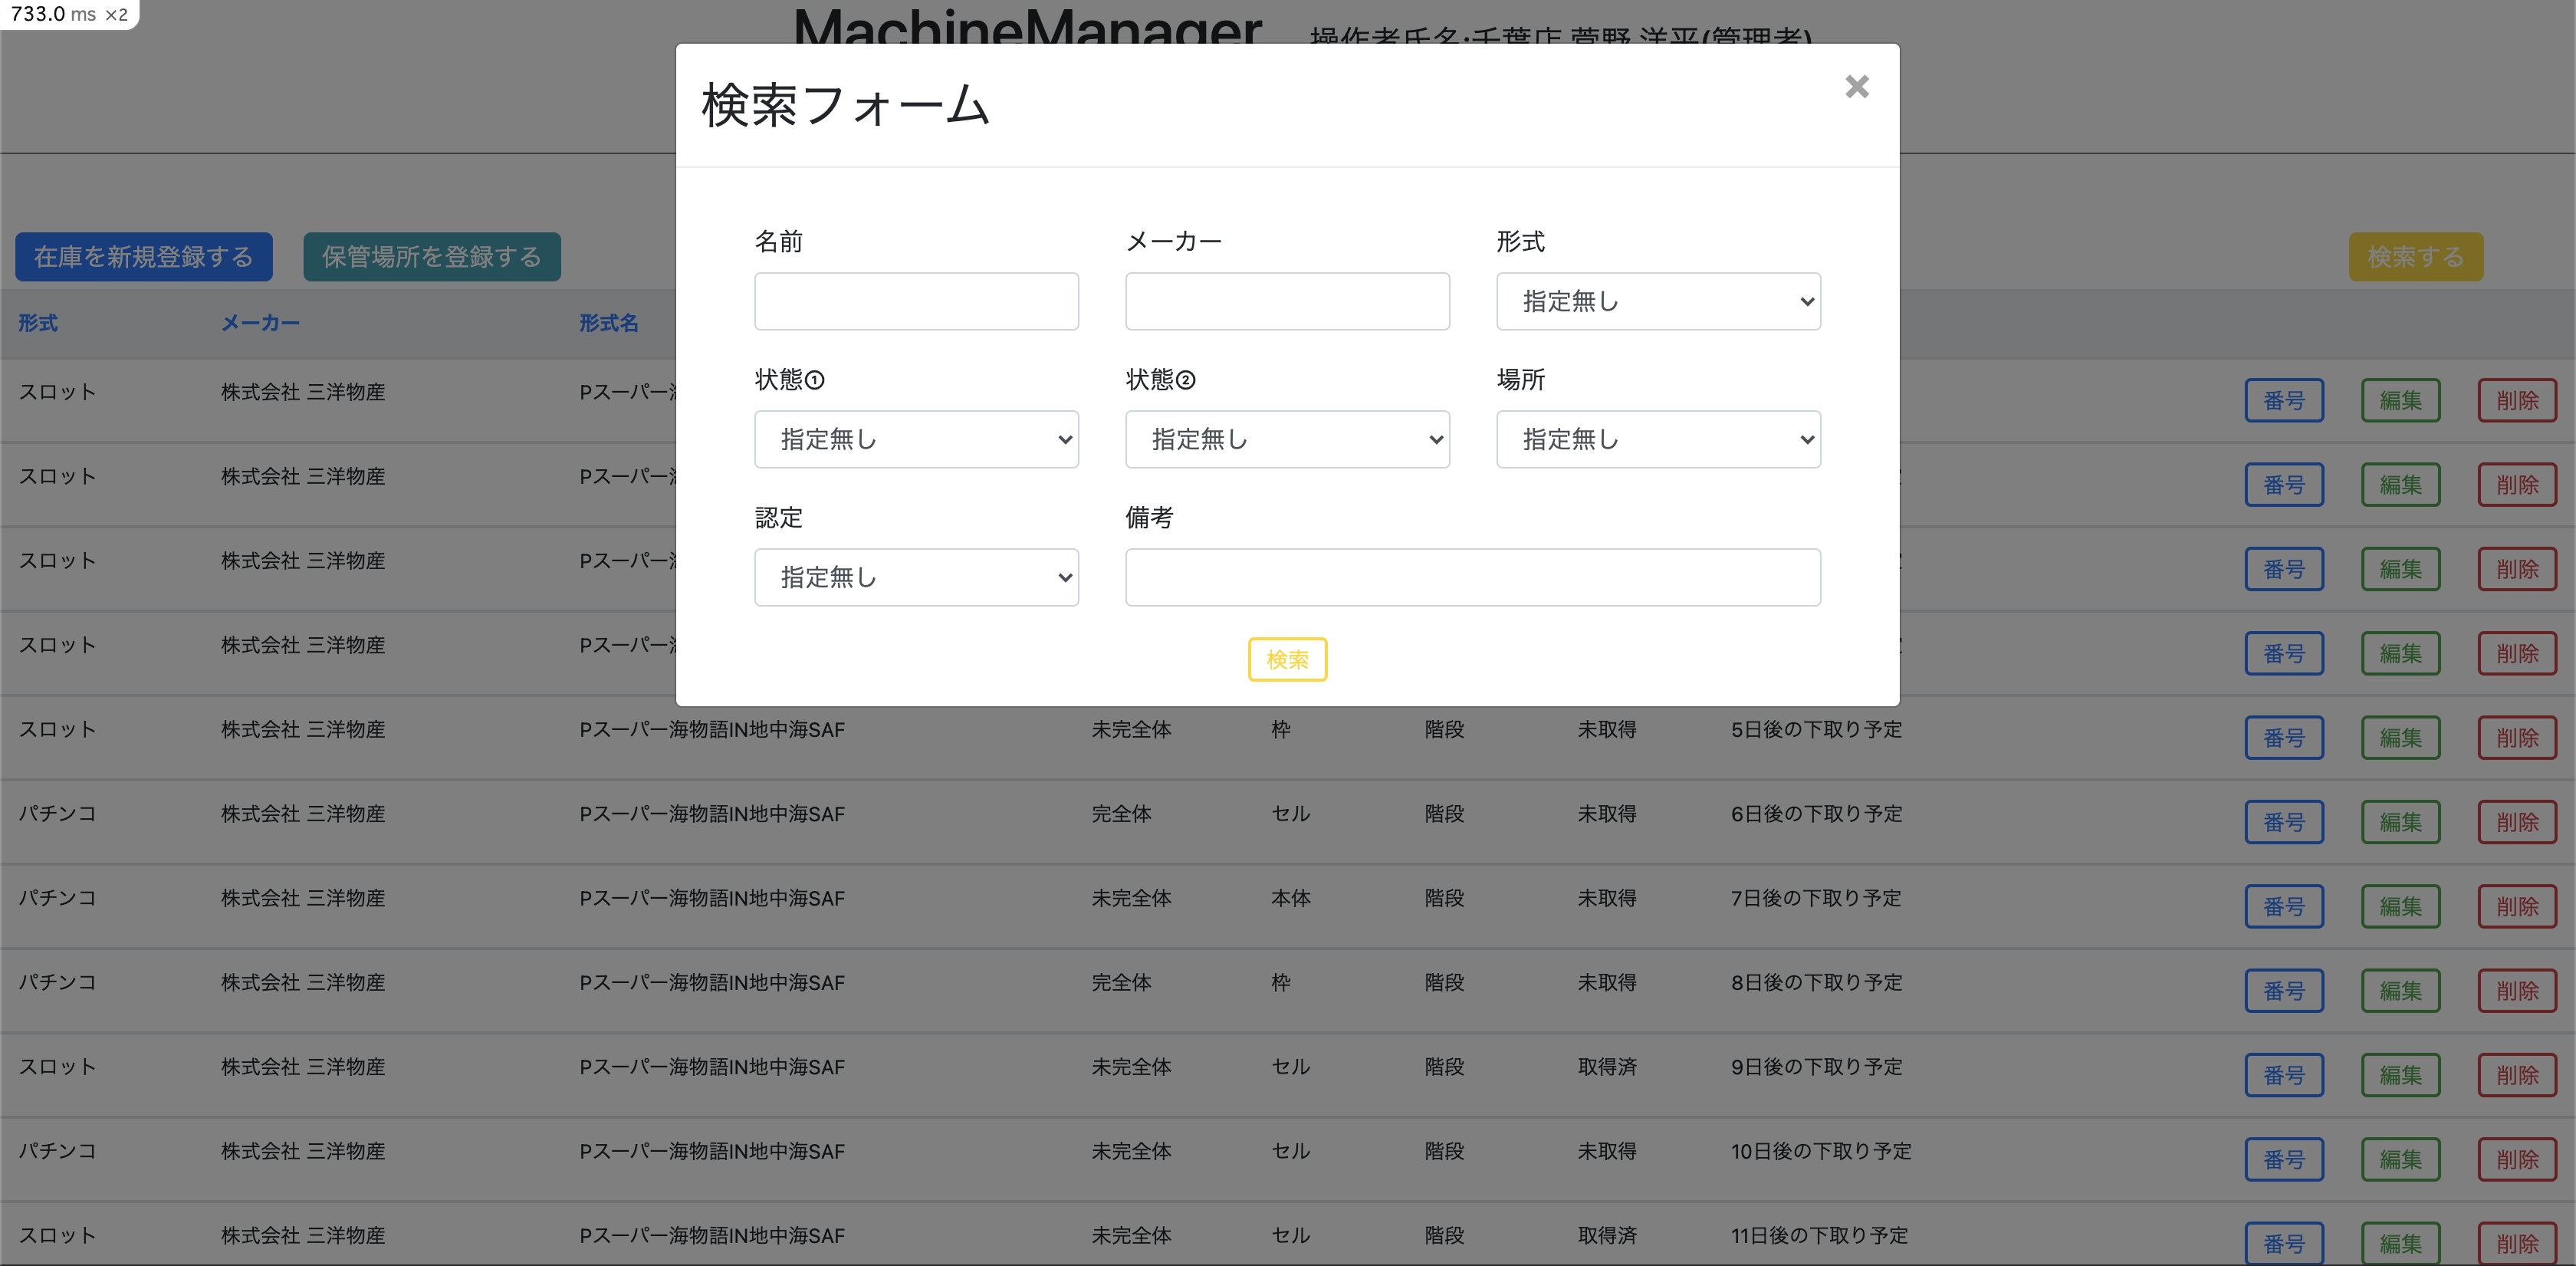 733.0 ms ×2
MachineManager 操作者氏名:千葉店 菅野 洋平(管理者)
検索フォーム ×
名前 メーカー 形式
指定無し
状態① 状態② 場所
指定無し 指定無し 指定無し
認定 備考
指定無し
検索
在庫を新規登録する 保管場所を登録する 検索する
形式 メーカー 形式名
スロット 株式会社 三洋物産 Pスーパー 番号 編集 削除
スロット 株式会社 三洋物産 Pスーパー 番号 編集 削除
スロット 株式会社 三洋物産 Pスーパー 番号 編集 削除
スロット 株式会社 三洋物産 Pスーパー 番号 編集 削除
スロット 株式会社 三洋物産 Pスーパー海物語IN地中海SAF 未完全体 枠 階段 未取得 5日後の下取り予定 番号 編集 削除
パチンコ 株式会社 三洋物産 Pスーパー海物語IN地中海SAF 完全体 セル 階段 未取得 6日後の下取り予定 番号 編集 削除
パチンコ 株式会社 三洋物産 Pスーパー海物語IN地中海SAF 未完全体 本体 階段 未取得 7日後の下取り予定 番号 編集 削除
パチンコ 株式会社 三洋物産 Pスーパー海物語IN地中海SAF 完全体 枠 階段 未取得 8日後の下取り予定 番号 編集 削除
スロット 株式会社 三洋物産 Pスーパー海物語IN地中海SAF 未完全体 セル 階段 取得済 9日後の下取り予定 番号 編集 削除
パチンコ 株式会社 三洋物産 Pスーパー海物語IN地中海SAF 未完全体 セル 階段 未取得 10日後の下取り予定 番号 編集 削除
スロット 株式会社 三洋物産 Pスーパー海物語IN地中海SAF 未完全体 セル 階段 取得済 11日後の下取り予定 番号 編集 削除